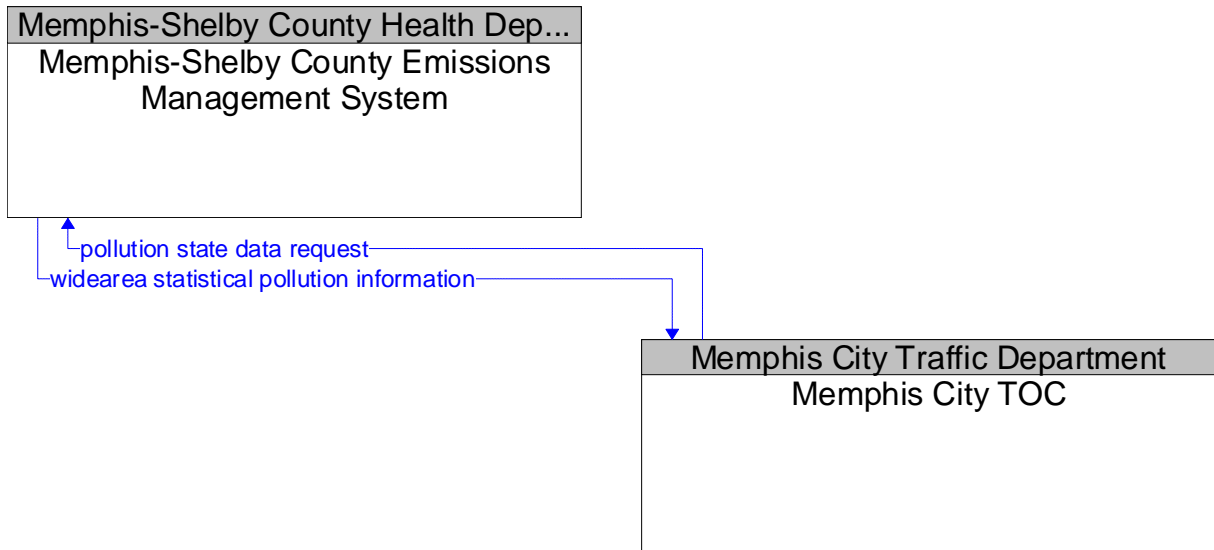 Memphis-Shelby County Health Dep...
Memphis-Shelby County Emissions
Management System
pollution state data request
widearea statistical pollution information
Memphis City Traffic Department
Memphis City TOC